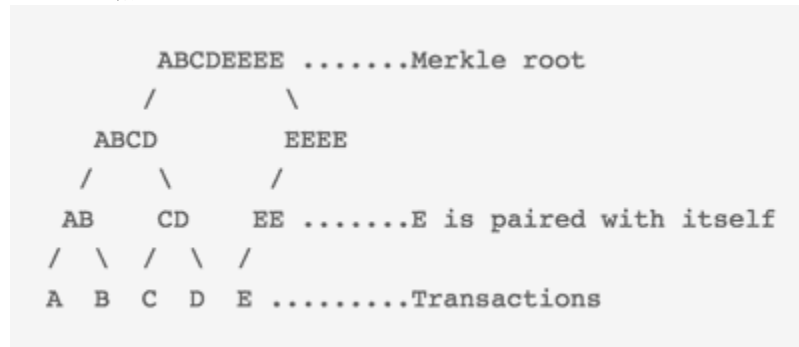 ABCDEEEE .......Merkle root
/ \
ABCD EEEE
/ \ /
AB CD EE .......E is paired with itself
/ \ / \ /
A B C D E .........Transactions